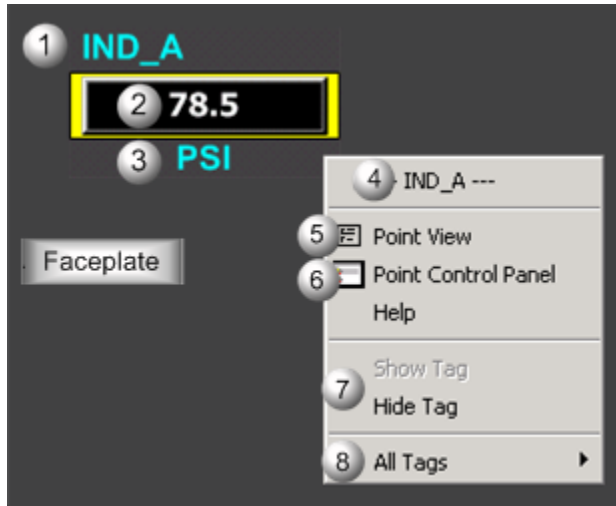 1 IND_A
2 78.5
3 PSI
4 - IND_A ---
5 Point View
Faceplate
6 Point Control Panel
Help
Show Tag
7
Hide Tag
8 All Tags